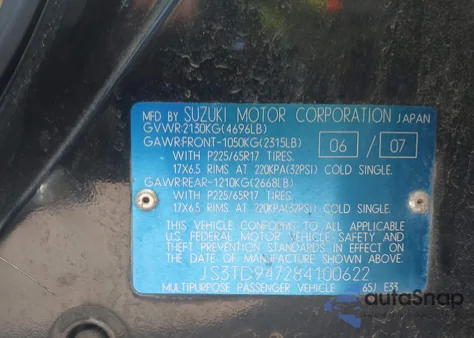 MFD BY SUZUKI MOTOR CORPORATION JAPAN
GVWR:2130KG(4696LB)
GAWR:FRONT-1050KG(2315LB) 06 / 07
WITH P225/65R17 TIRES.
17X6.5 RIMS AT 220KPA(32PSI) COLD SINGLE.
GAWR:REAR-1210KG(2668LB)
WITH P225/65R17 TIRES.
17X6.5 RIMS AT 220KPA(32PSI) COLD SINGLE.
THIS VEHICLE CONFORMS TO ALL APPLICABLE
U.S. FEDERAL MOTOR VEHICLE SAFETY AND
THEFT PREVENTION STANDARDS IN EFFECT ON
THE DATE OF MANUFACTURE SHOWN ABOVE.
JS3TD947284100622
MULTIPURPOSE PASSENGER VEHICLE 65J E33
autoSnap